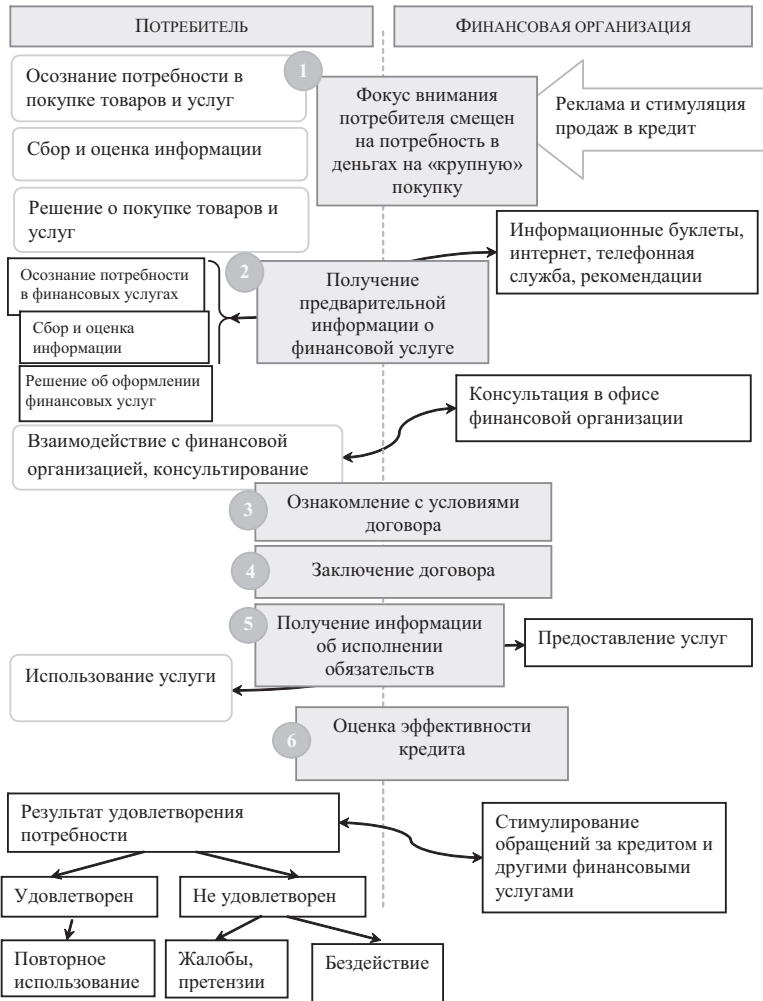 ПОТРЕБИТЕЛЬ
ФИНАНСОВАЯ ОРГАНИЗАЦИЯ
Осознание потребности в
покупке товаров и услуг
1
Фокус внимания
потребителя смещен
на потребность в
деньгах на «крупную»
покупку
Реклама и стимуляция
продаж в кредит
Сбор и оценка информации
Решение о покупке товаров и
услуг
Информационные буклеты,
интернет, телефонная
служба, рекомендации
2
Получение
предварительной
информации о
финансовой услуге
Осознание потребности
в финансовых услугах
Сбор и оценка
информации
Решение об оформлении
финансовых услуг
Консультация в офисе
финансовой организации
Взаимодействие с финансовой
организацией, консультирование
3
Ознакомление с условиями
договора
4
Заключение договора
5
Получение информации
об исполнении
обязательств
Предоставление услуг
Использование услуги
6
Оценка эффективности
кредита
Результат удовлетворения
потребности
Стимулирование
обращений за кредитом и
другими финансовыми
услугами
Удовлетворен
Не удовлетворен
Повторное
использование
Жалобы,
претензии
Бездействие